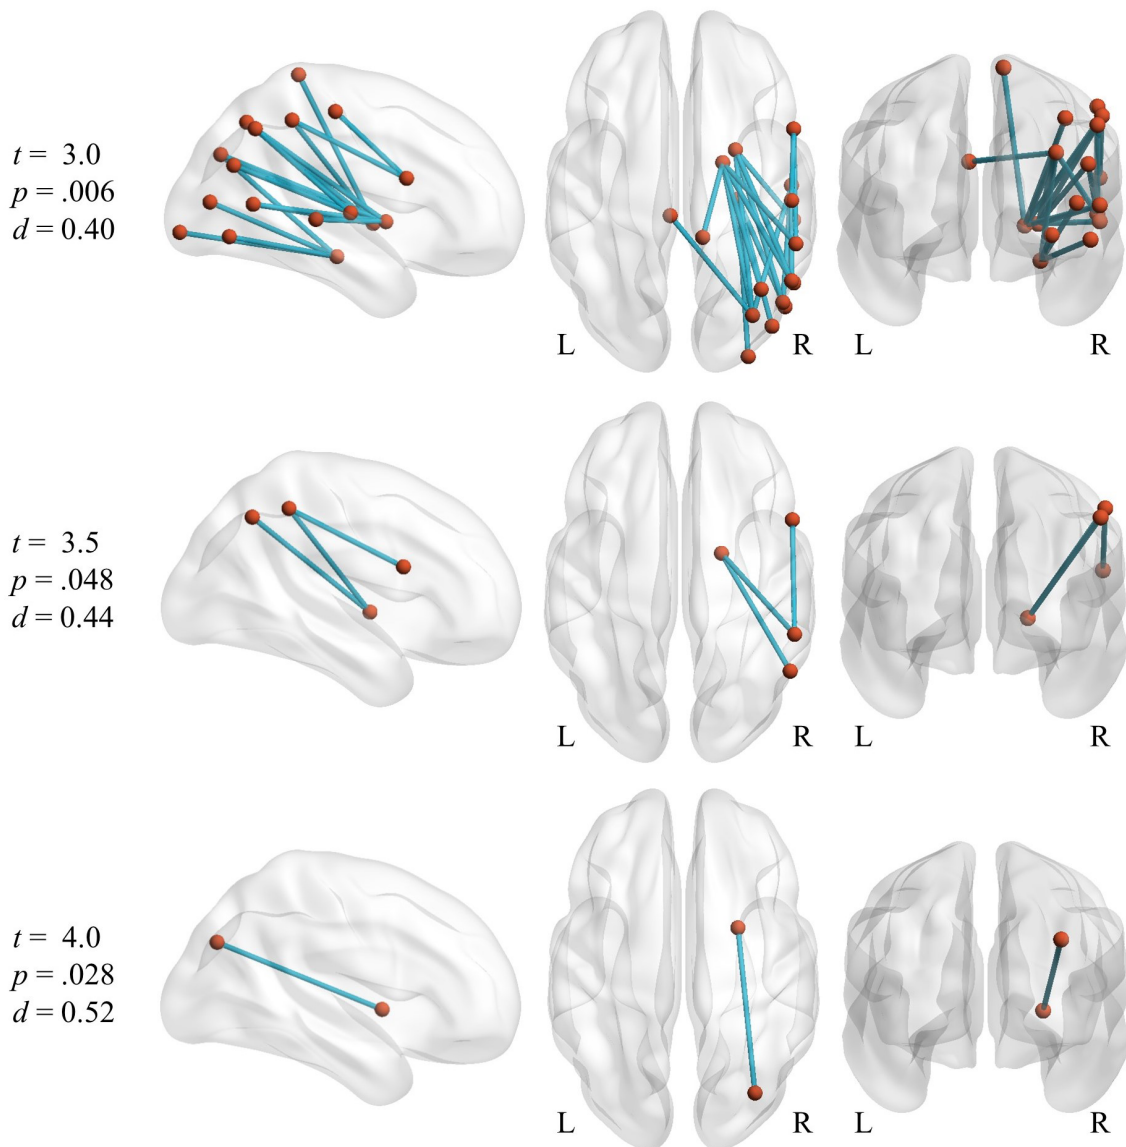 t = 3.0
p = .006
d = 0.40
L R L R
t = 3.5
p = .048
d = 0.44
L R L R
t = 4.0
p = .028
d = 0.52
L R L R